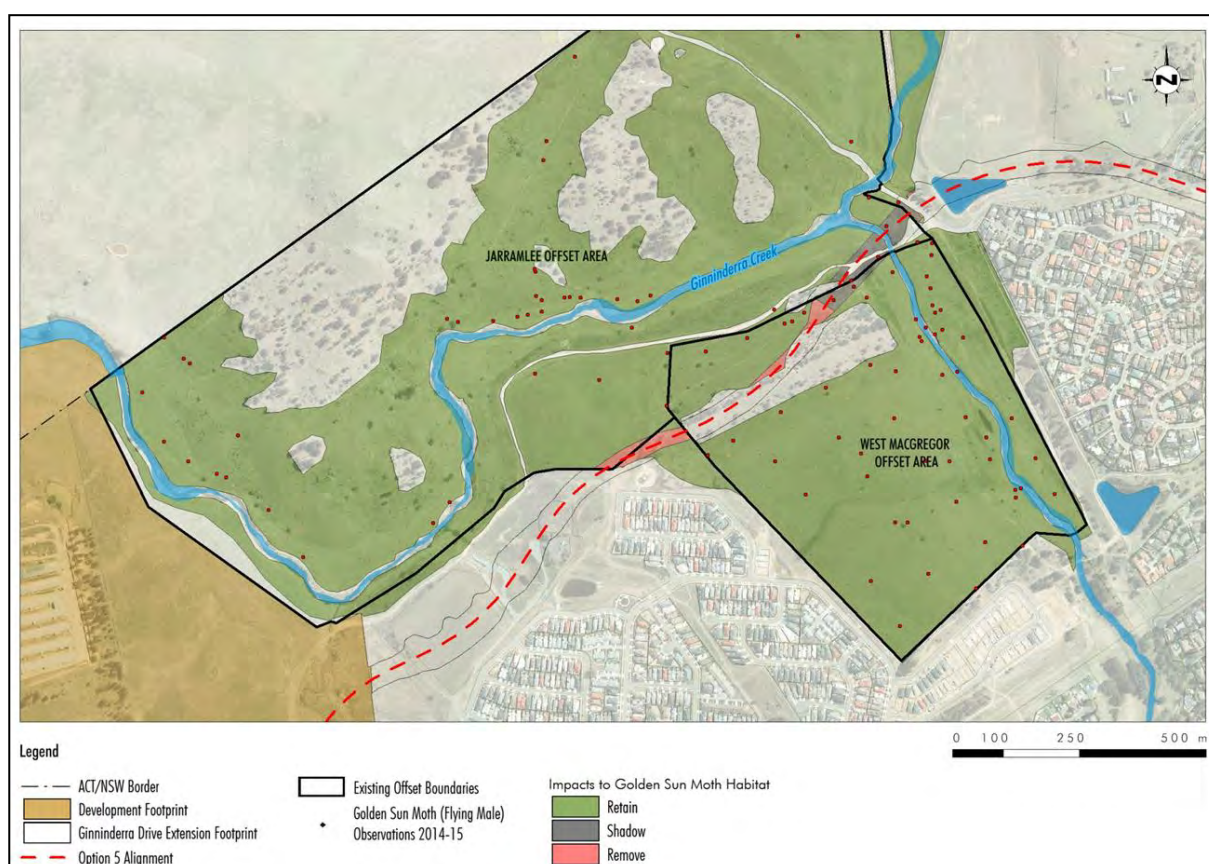 N
JARRAMLEE OFFSET AREA
Ginninderra Creek
WEST MACGREGOR
OFFSET AREA
0 100 250 500 m
Legend
ACT/NSW Border
Development Footprint
Ginninderra Drive Extension Footprint
Option 5 Alignment
Existing Offset Boundaries
Golden Sun Moth (Flying Male)
Observations 2014-15
Impacts to Golden Sun Moth Habitat
Retain
Shadow
Remove